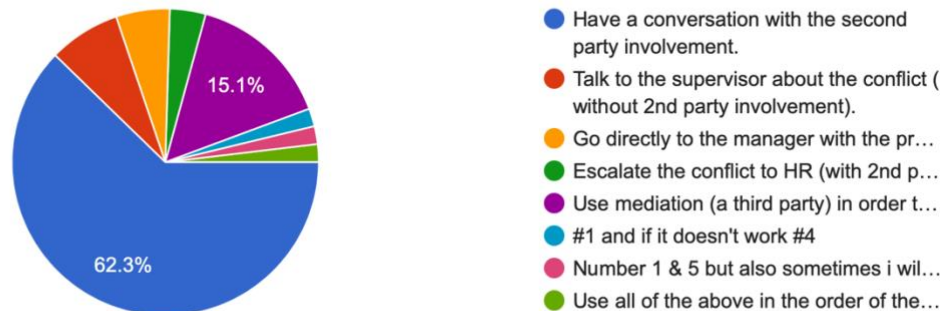 15.1%
62.3%
Have a conversation with the second
party involvement.
Talk to the supervisor about the conflict (
without 2nd party involvement).
Go directly to the manager with the pr...
Escalate the conflict to HR (with 2nd p...
Use mediation (a third party) in order t...
#1 and if it doesn't work #4
Number 1 & 5 but also sometimes i wil...
Use all of the above in the order of the...